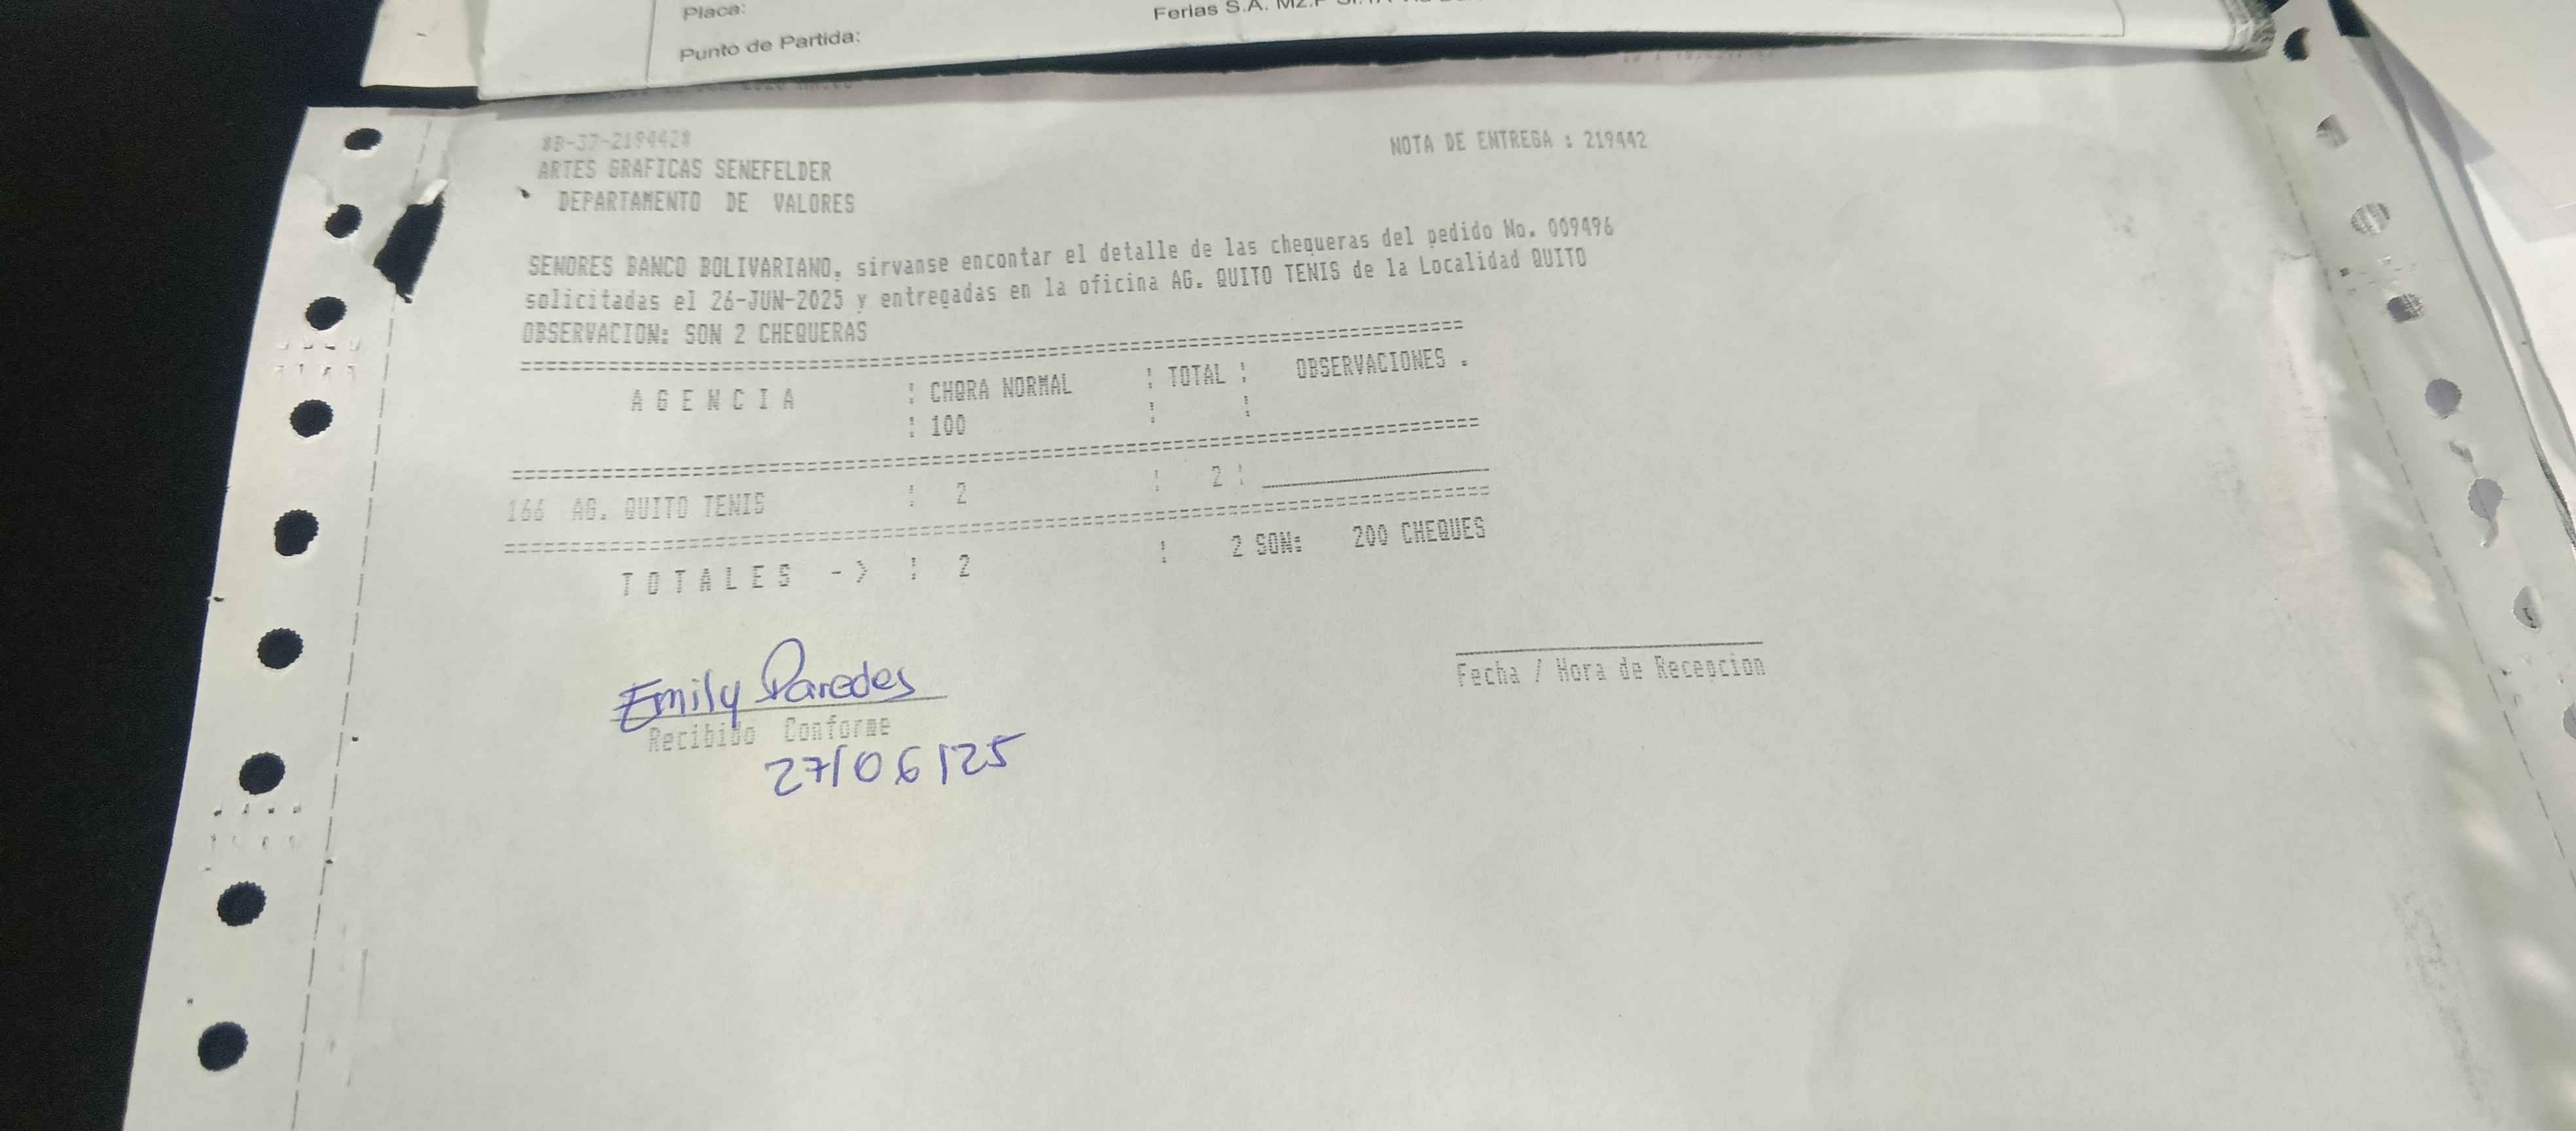 Placa:
Punto de Partida:
Ferias S.A.
ARTES GRAFICAS SENEFELDER
DEPARTAMENTO DE VALORES
NOTA DE ENTREGA : 219442
SENORES BANCO BOLIVARIANO, sirvanse encontar el detalle de las chequeras del pedido No. 009496
solicitadas el 26-JUN-2025 y entregadas en la oficina AG. QUITO TENIS de la Localidad QUITO
OBSERVACION: SON 2 CHEQUERAS
A G E N C I A : CHQRA NORMAL : TOTAL : OBSERVACIONES .
: 100 : :
166 AG. QUITO TENIS : 2 : 2 :
T O T A L E S -> : 2 : 2 SON: 200 CHEQUES
Emily Paredes
Recibido Conforme
27/06/25
Fecha / Hora de Recepcion